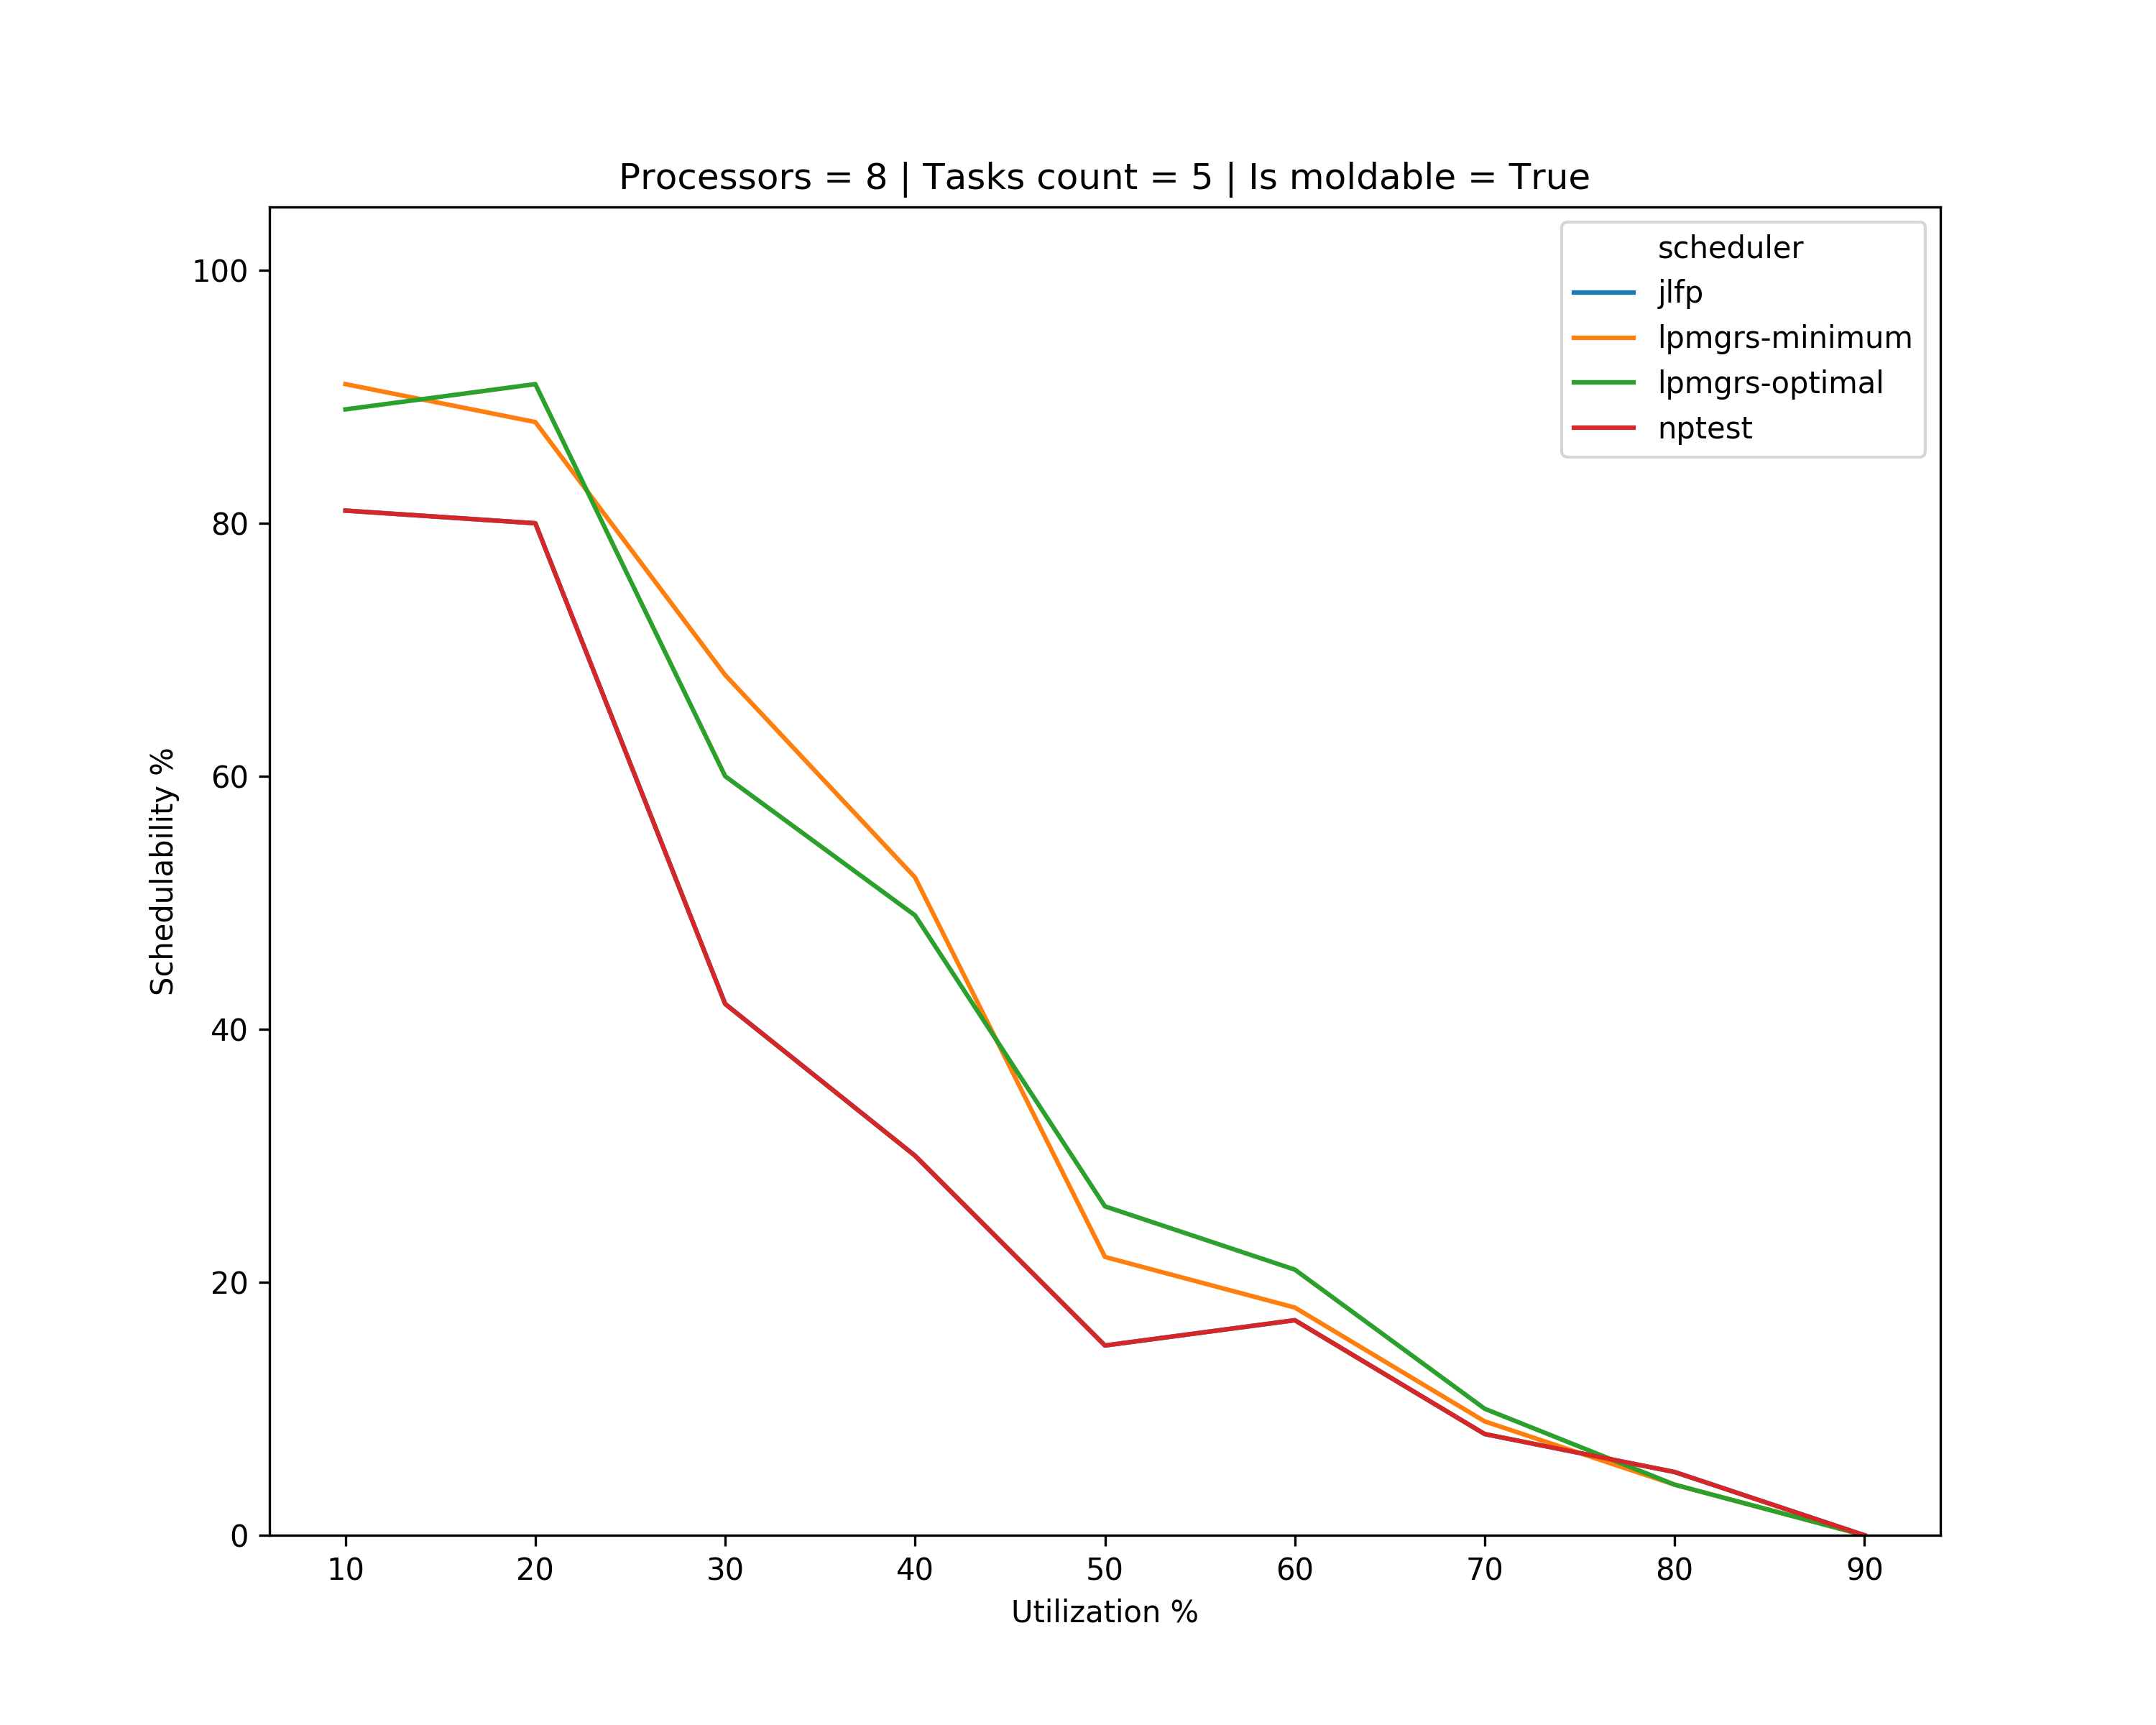 Processors = 8 | Tasks count = 5 | Is moldable = True
scheduler
jlfp
lpmgrs-minimum
lpmgrs-optimal
nptest
Schedulability %
100
80
60
40
20
0
10 20 30 40 50 60 70 80 90
Utilization %